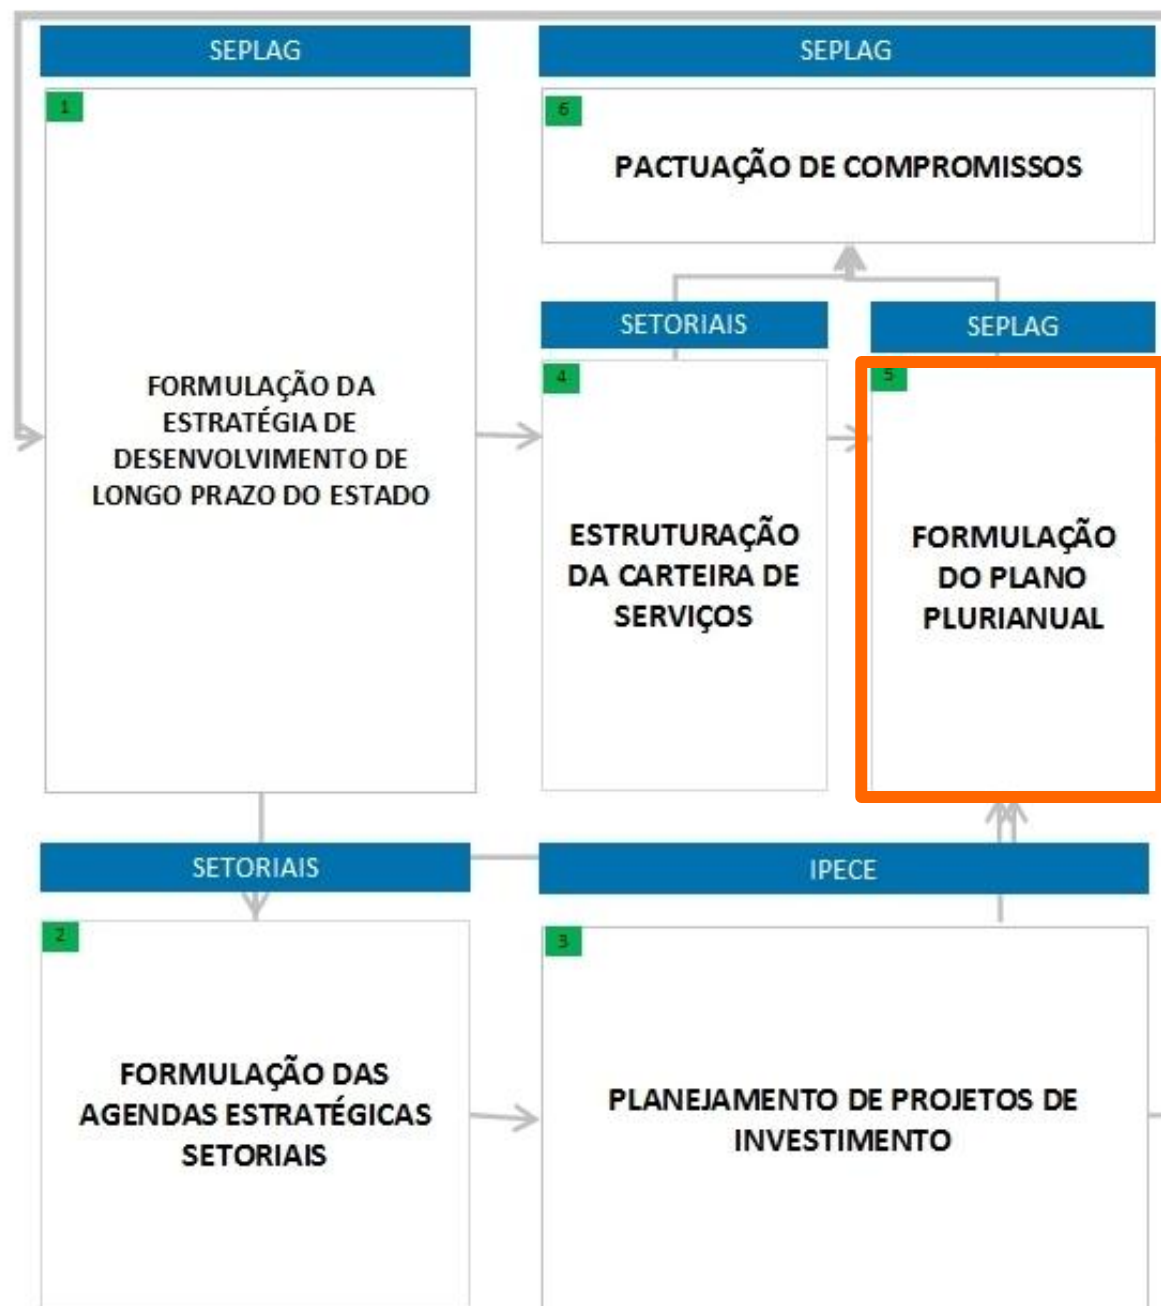 SEPLAG
1
FORMULAÇÃO DA
ESTRATÉGIA DE
DESENVOLVIMENTO DE
LONGO PRAZO DO ESTADO
SEPLAG
6
PACTUAÇÃO DE COMPROMISSOS
SETORIAIS
4
ESTRUTURAÇÃO
DA CARTEIRA DE
SERVIÇOS
SEPLAG
5
FORMULAÇÃO
DO PLANO
PLURIANUAL
SETORIAIS
2
FORMULAÇÃO DAS
AGENDAS ESTRATÉGICAS
SETORIAIS
IPECE
3
PLANEJAMENTO DE PROJETOS DE
INVESTIMENTO